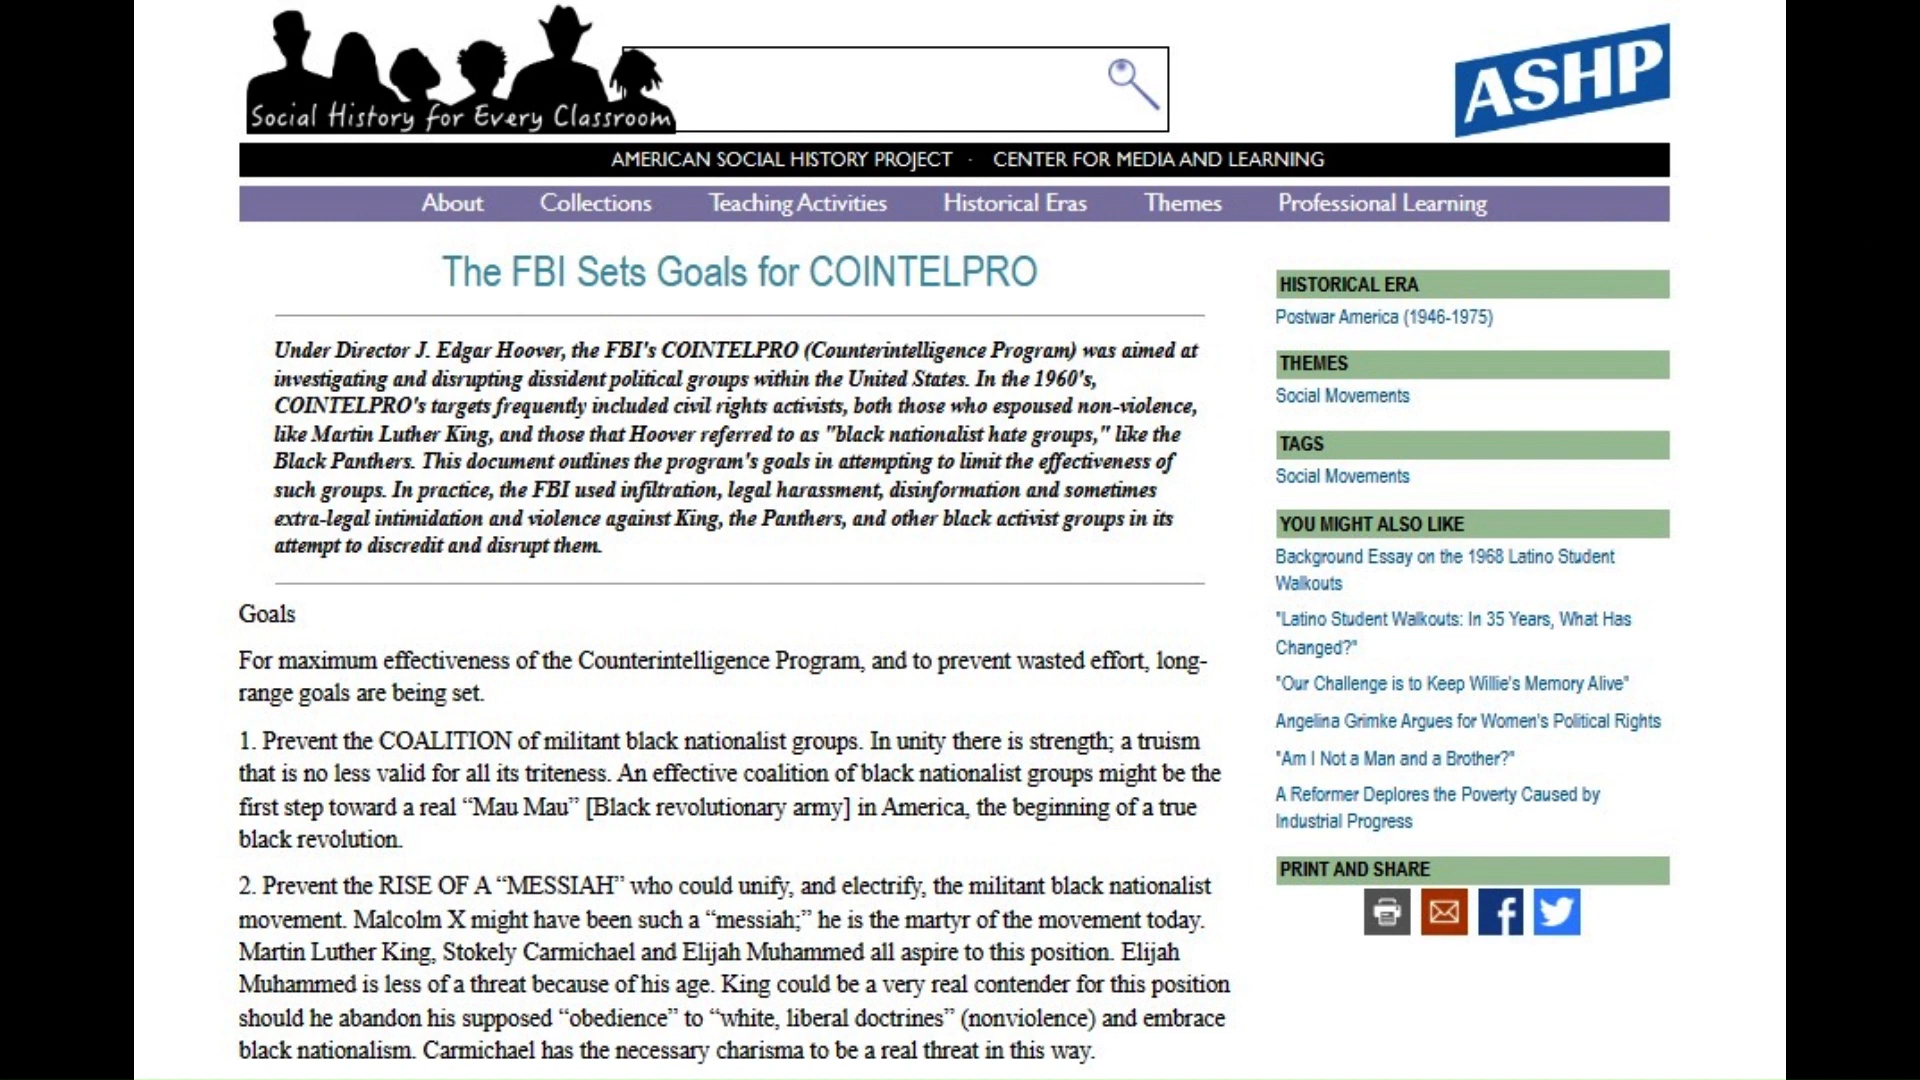 Social History for Every Classroom
ASHP
AMERICAN SOCIAL HISTORY PROJECT · CENTER FOR MEDIA AND LEARNING
About Collections Teaching Activities Historical Eras Themes Professional Learning
The FBI Sets Goals for COINTELPRO
Under Director J. Edgar Hoover, the FBI's COINTELPRO (Counterintelligence Program) was aimed at
investigating and disrupting dissident political groups within the United States. In the 1960's,
COINTELPRO's targets frequently included civil rights activists, both those who espoused non-violence,
like Martin Luther King, and those that Hoover referred to as "black nationalist hate groups," like the
Black Panthers. This document outlines the program's goals in attempting to limit the effectiveness of
such groups. In practice, the FBI used infiltration, legal harassment, disinformation and sometimes
extra-legal intimidation and violence against King, the Panthers, and other black activist groups in its
attempt to discredit and disrupt them.
Goals
For maximum effectiveness of the Counterintelligence Program, and to prevent wasted effort, long-
range goals are being set.
1. Prevent the COALITION of militant black nationalist groups. In unity there is strength; a truism
that is no less valid for all its triteness. An effective coalition of black nationalist groups might be the
first step toward a real “Mau Mau” [Black revolutionary army] in America, the beginning of a true
black revolution.
2. Prevent the RISE OF A “MESSIAH” who could unify, and electrify, the militant black nationalist
movement. Malcolm X might have been such a “messiah;” he is the martyr of the movement today.
Martin Luther King, Stokely Carmichael and Elijah Muhammed all aspire to this position. Elijah
Muhammed is less of a threat because of his age. King could be a very real contender for this position
should he abandon his supposed “obedience” to “white, liberal doctrines” (nonviolence) and embrace
black nationalism. Carmichael has the necessary charisma to be a real threat in this way.
HISTORICAL ERA
Postwar America (1946-1975)
THEMES
Social Movements
TAGS
Social Movements
YOU MIGHT ALSO LIKE
Background Essay on the 1968 Latino Student
Walkouts
"Latino Student Walkouts: In 35 Years, What Has
Changed?"
"Our Challenge is to Keep Willie's Memory Alive"
Angelina Grimke Argues for Women's Political Rights
"Am I Not a Man and a Brother?"
A Reformer Deplores the Poverty Caused by
Industrial Progress
PRINT AND SHARE